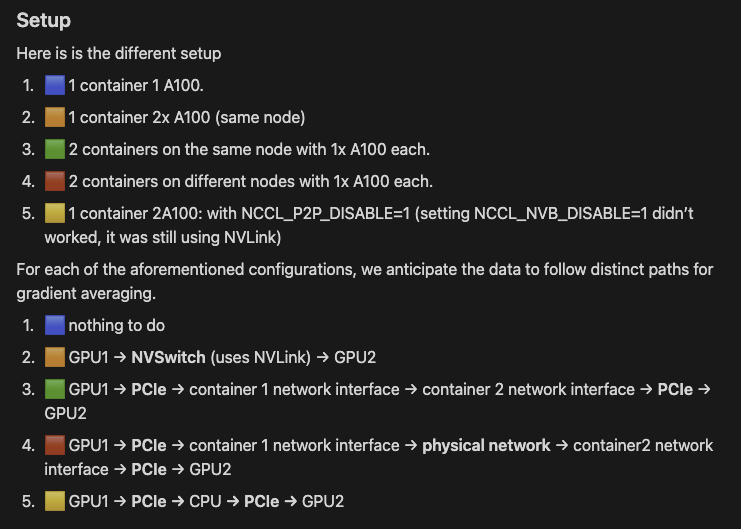 Setup
Here is is the different setup
1. 🟦 1 container 1 A100.
2. 🟧 1 container 2x A100 (same node)
3. 🟩 2 containers on the same node with 1x A100 each.
4. 🟥 2 containers on different nodes with 1x A100 each.
5. 🟨 1 container 2A100: with NCCL_P2P_DISABLE=1 (setting NCCL_NVB_DISABLE=1 didn’t
worked, it was still using NVLink)
For each of the aforementioned configurations, we anticipate the data to follow distinct paths for
gradient averaging.
1. 🟦 nothing to do
2. 🟧 GPU1 → NVSwitch (uses NVLink) → GPU2
3. 🟩 GPU1 → PCIe → container 1 network interface → container 2 network interface → PCIe →
GPU2
4. 🟥 GPU1 → PCIe → container 1 network interface → physical network → container2 network
interface → PCIe → GPU2
5. 🟨 GPU1 → PCIe → CPU → PCIe → GPU2